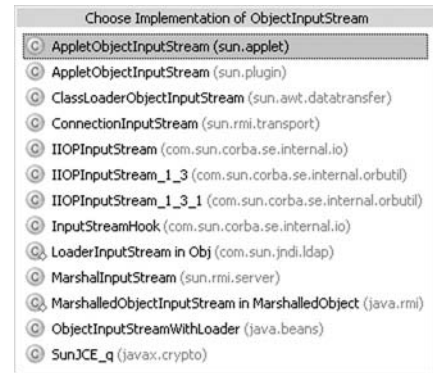 Choose Implementation of ObjectInputStream
AppletObjectInputStream (sun.applet)
AppletObjectInputStream (sun.plugin)
ClassLoaderObjectInputStream (sun.awt.datatransfer)
ConnectionInputStream (sun.rmi.transport)
IIOPInputStream (com.sun.corba.se.internal.io)
IIOPInputStream_1_3 (com.sun.corba.se.internal.orbutil)
IIOPInputStream_1_3_1 (com.sun.corba.se.internal.orbutil)
InputStreamHook (com.sun.corba.se.internal.io)
LoaderInputStream in Obj (com.sun.jndi.ldap)
MarshalInputStream (sun.rmi.server)
MarshalledObjectInputStream in MarshalledObject (java.rmi)
ObjectInputStreamWithLoader (java.beans)
SunJCE_q (javax.crypto)